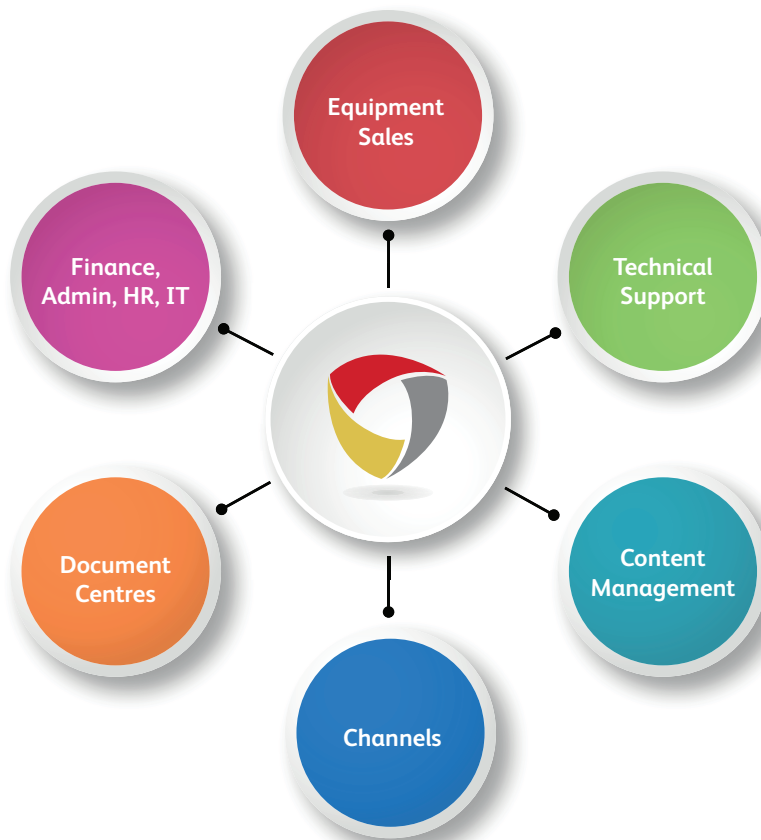 Equipment
Sales
Finance,
Admin, HR, IT
Technical
Support
Document
Centres
Content
Management
Channels